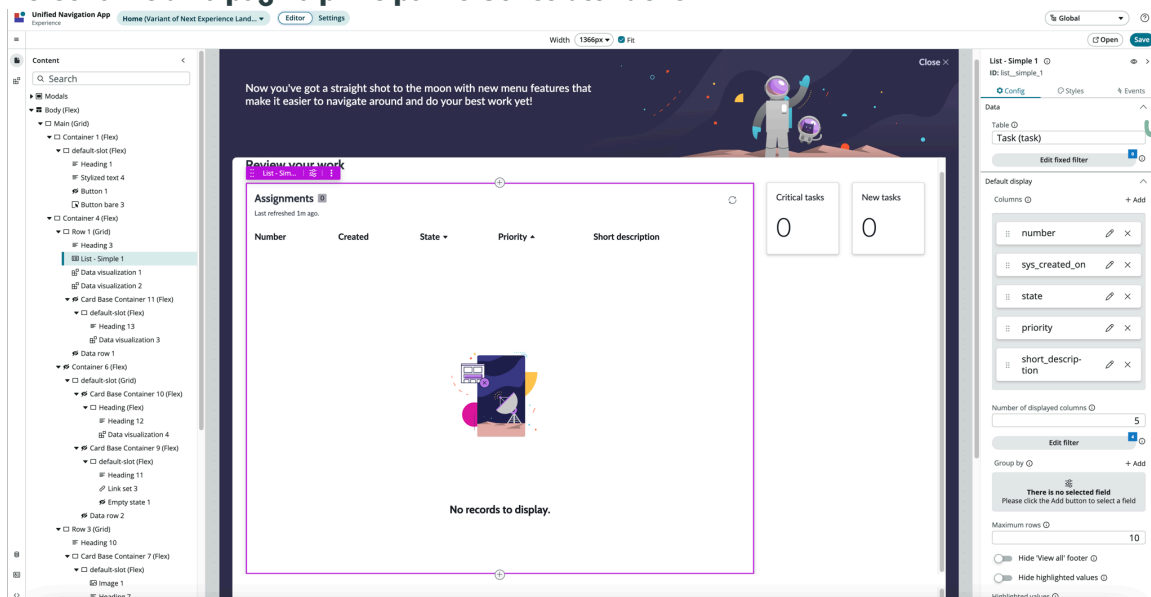 Unified Navigation App
Experience
Home (Variant of Next Experience Land...
Editor
Settings
Global
Width
1366px
Fit
Open
Save
Content
Search
Modals
Body (Flex)
Main (Grid)
Container 1 (Flex)
default-slot (Flex)
Heading 1
Stylized text 4
Button 1
Button bare 3
Container 4 (Flex)
Row 1 (Grid)
Heading 3
List - Simple 1
Data visualization 1
Data visualization 2
Card Base Container 11 (Flex)
default-slot (Flex)
Heading 13
Data visualization 3
Data row 1
Container 6 (Flex)
default-slot (Grid)
Card Base Container 10 (Flex)
Heading (Flex)
Heading 12
Data visualization 4
Card Base Container 9 (Flex)
default-slot (Flex)
Heading 11
Link set 3
Empty state 1
Data row 2
Row 3 (Grid)
Heading 10
Card Base Container 7 (Flex)
default-slot (Flex)
Image 1
Heading 7
Close
Now you've got a straight shot to the moon with new menu features that
make it easier to navigate around and do your best work yet!
Review your work
List - Sim...
Assignments 0
Last refreshed 1m ago.
Number Created State Priority Short description
No records to display.
Critical tasks
0
New tasks
0
List - Simple 1
ID: list__simple_1
Config
Styles
Events
Data
Table
Task (task)
Edit fixed filter
Default display
Columns
+ Add
number
sys_created_on
state
priority
short_descrip-
tion
Number of displayed columns
5
Edit filter
Group by
+ Add
There is no selected field
Please click the Add button to select a field
Maximum rows
10
Hide 'View all' footer
Hide highlighted values
Highlighted values